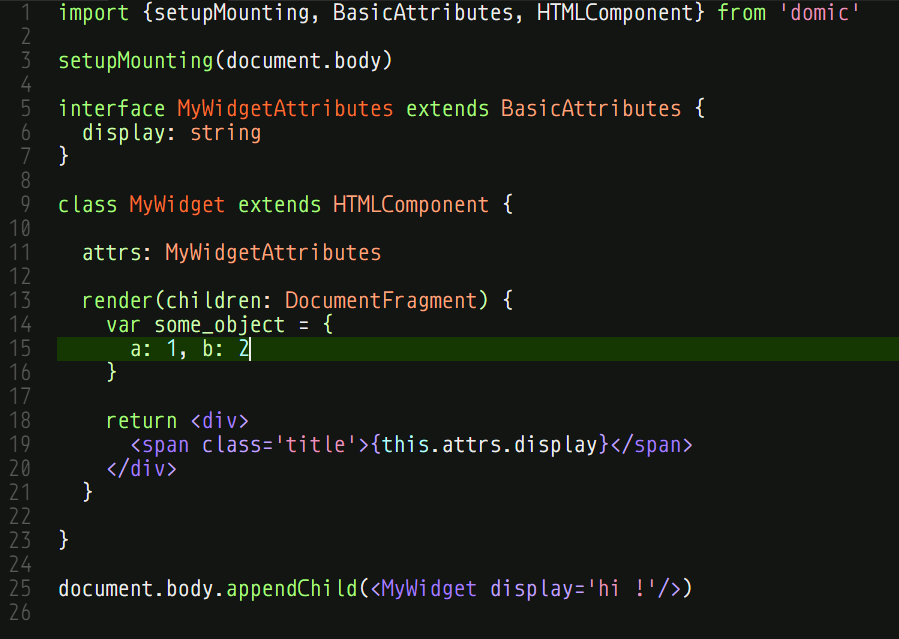 1 import {setupMounting, BasicAttributes, HTMLComponent} from 'domic'
2
3 setupMounting(document.body)
4
5 interface MyWidgetAttributes extends BasicAttributes {
6   display: string
7 }
8
9 class MyWidget extends HTMLComponent {
10
11   attrs: MyWidgetAttributes
12
13   render(children: DocumentFragment) {
14     var some_object = {
15       a: 1, b: 2
16     }
17
18     return <div>
19       <span class='title'>{this.attrs.display}</span>
20     </div>
21   }
22
23 }
24
25 document.body.appendChild(<MyWidget display='hi !'/>)
26